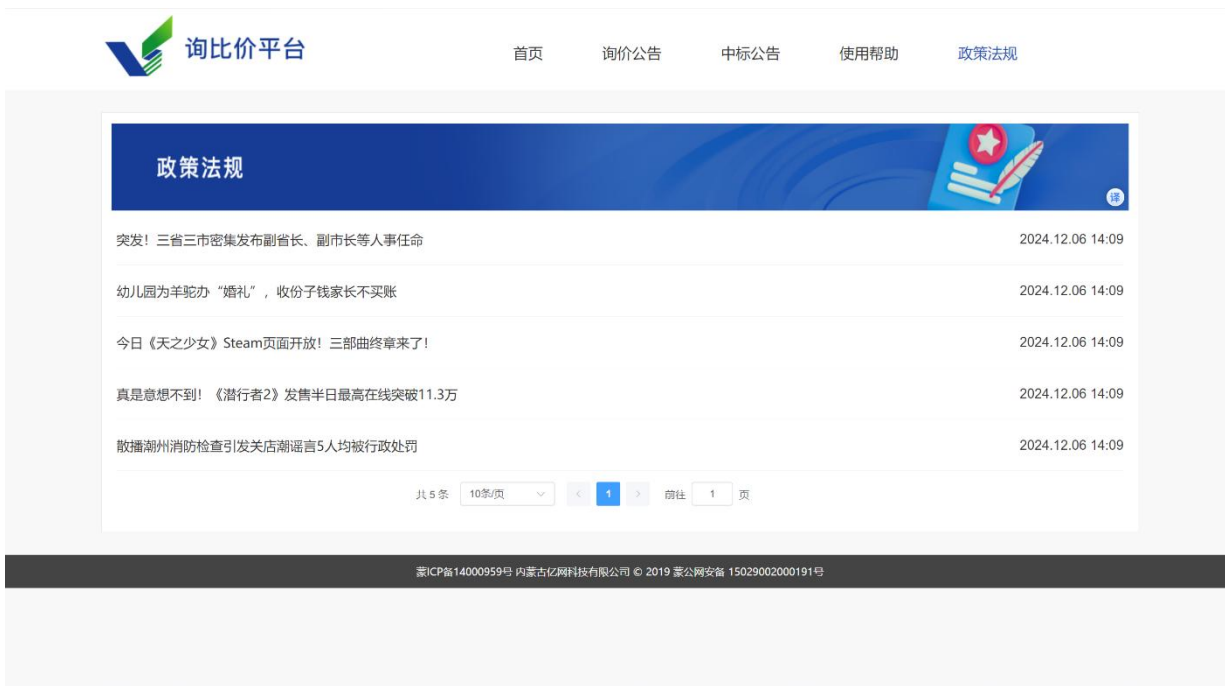 询比价平台 首页 询价公告 中标公告 使用帮助 政策法规
政策法规
译
突发！三省三市密集发布副省长、副市长等人事任命 2024.12.06 14:09
幼儿园为羊驼办“婚礼”，收份子钱家长不买账 2024.12.06 14:09
今日《天之少女》Steam页面开放！三部曲终章来了！ 2024.12.06 14:09
真是意想不到！《潜行者2》发售半日最高在线突破11.3万 2024.12.06 14:09
散播潮州消防检查引发关店潮谣言5人均被行政处罚 2024.12.06 14:09
共 5 条 10条/页 < 1 > 前往 1 页
蒙ICP备14000959号 内蒙古亿网科技有限公司 © 2019 蒙公网安备 15029002000191号